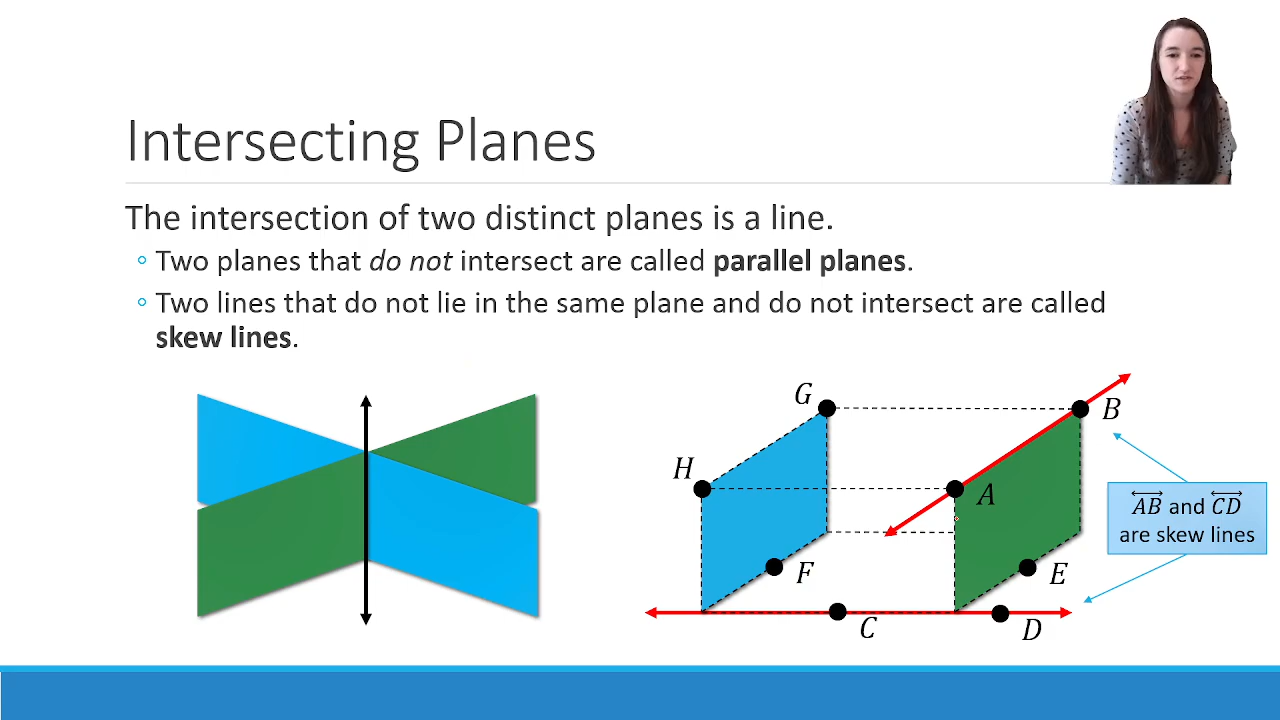 Intersecting Planes
The intersection of two distinct planes is a line.
Two planes that do not intersect are called parallel planes.
Two lines that do not lie in the same plane and do not intersect are called
skew lines.
G
B
H
A
AB and CD
are skew lines
F
E
C
D